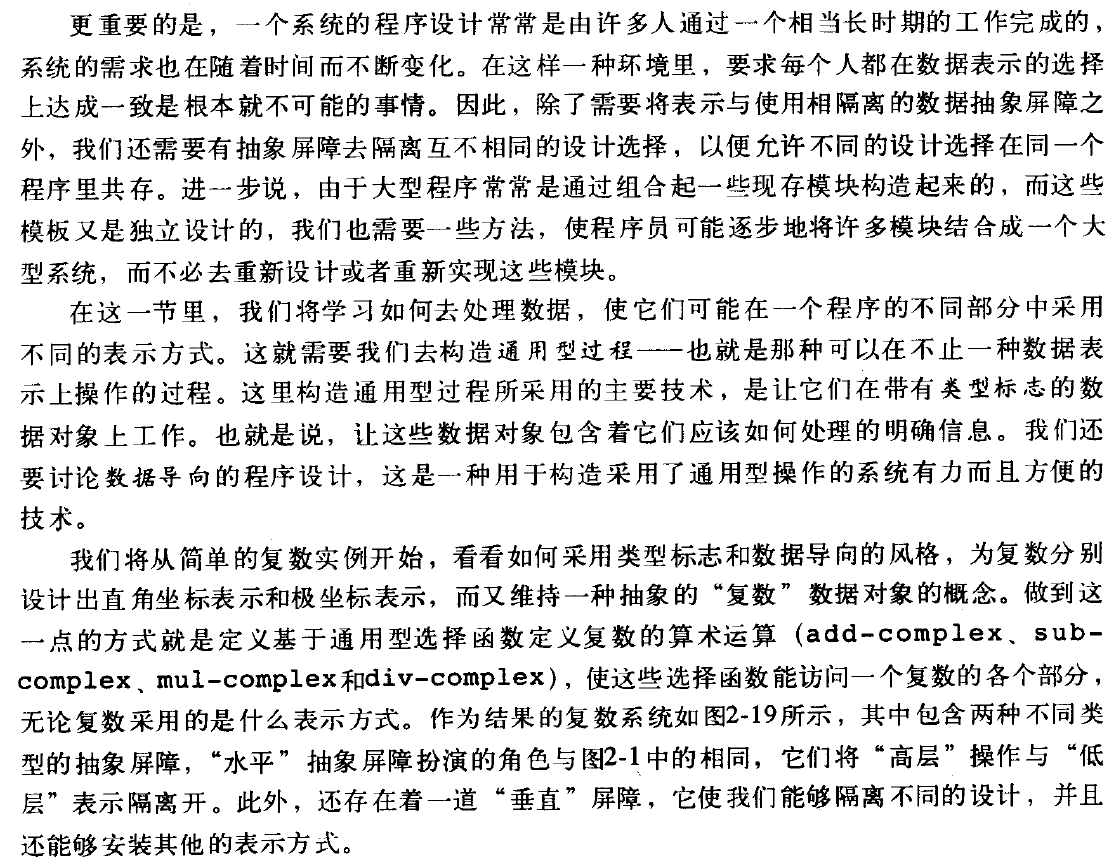 更重要的是，一个系统的程序设计常常是由许多人通过一个相当长时期的工作完成的，
系统的需求也在随着时间而不断变化。在这样一种环境里，要求每个人都在数据表示的选择
上达成一致是根本就不可能的事情。因此，除了需要将表示与使用相隔离的数据抽象屏障之
外，我们还需要有抽象屏障去隔离互不相同的设计选择，以便允许不同的设计选择在同一个
程序里共存。进一步说，由于大型程序常常是通过组合起一些现存模块构造起来的，而这些
模板又是独立设计的，我们也需要一些方法，使程序员可能逐步地将许多模块结合成一个大
型系统，而不必去重新设计或者重新实现这些模块。
在这一节里，我们将学习如何去处理数据，使它们可能在一个程序的不同部分中采用
不同的表示方式。这就需要我们去构造通用型过程——也就是那种可以在不止一种数据表
示上操作的过程。这里构造通用型过程所采用的主要技术，是让它们在带有类型标志的数
据对象上工作。也就是说，让这些数据对象包含着它们应该如何处理的明确信息。我们还
要讨论数据导向的程序设计，这是一种用于构造采用了通用型操作的系统有力而且方便的
技术。
我们将从简单的复数实例开始，看看如何采用类型标志和数据导向的风格，为复数分别
设计出直角坐标表示和极坐标表示，而又维持一种抽象的“复数”数据对象的概念。做到这
一点的方式就是定义基于通用型选择函数定义复数的算术运算（add-complex、sub-
complex、mul-complex和div-complex），使这些选择函数能访问一个复数的各个部分，
无论复数采用的是什么表示方式。作为结果的复数系统如图2-19所示，其中包含两种不同类
型的抽象屏障，“水平”抽象屏障扮演的角色与图2-1中的相同，它们将“高层”操作与“低
层”表示隔离开。此外，还存在着一道“垂直”屏障，它使我们能够隔离不同的设计，并且
还能够安装其他的表示方式。